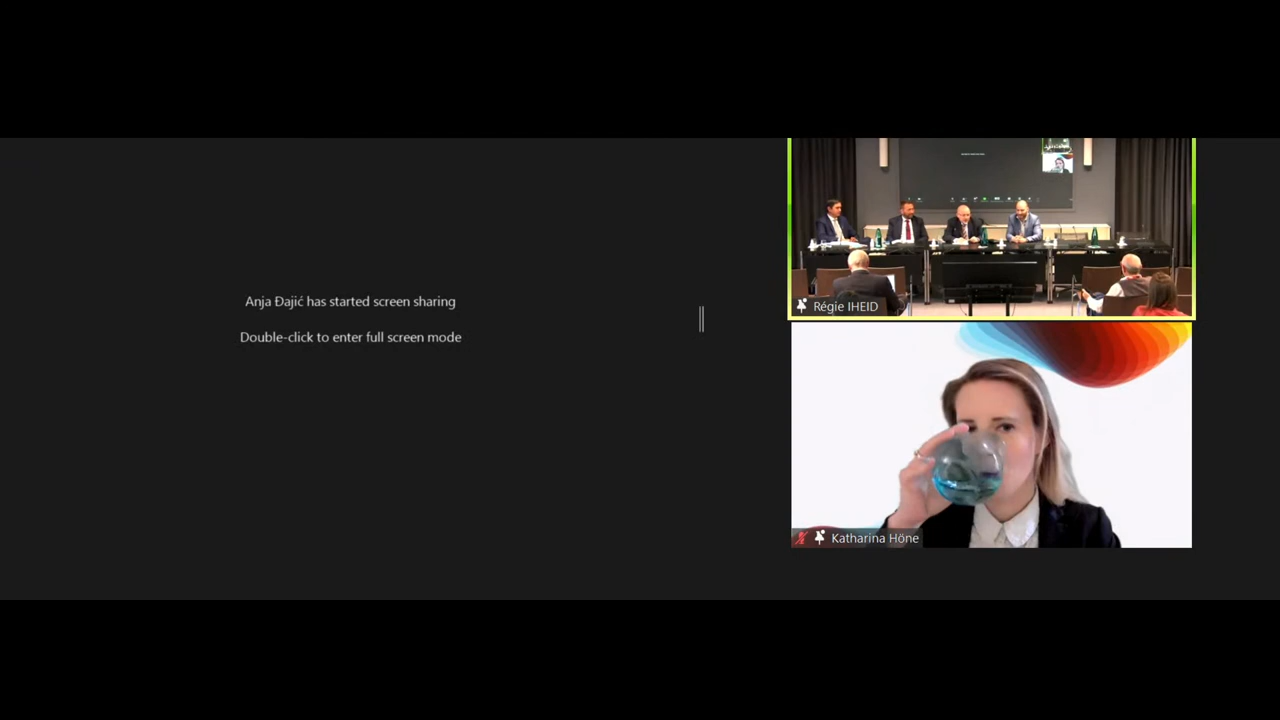 Anja Đajić has started screen sharing
Double-click to enter full screen mode
Régie IHEID
Katharina Höne